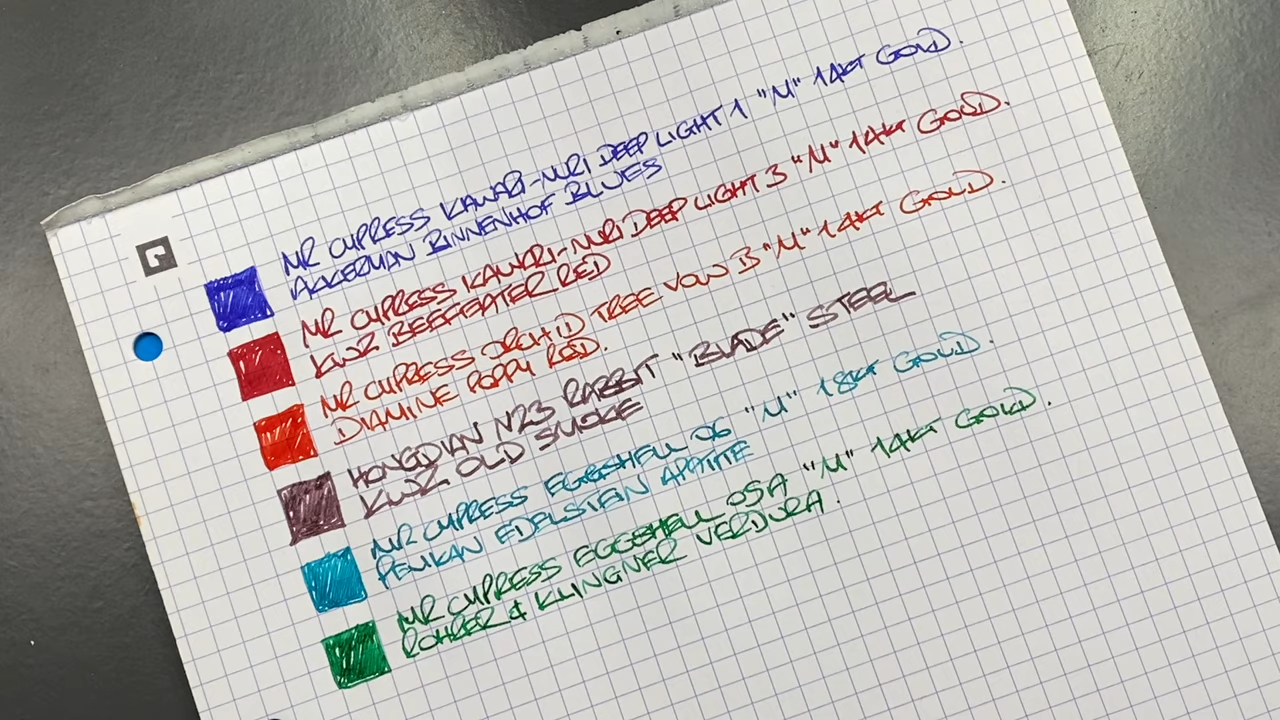 MR CYPRESS KAWARI-NURI DEEP LIGHT 1 "M" 14KT GOLD.
AKKERMAN BINNENHOF BLUES
MR CYPRESS KAWARI-NURI DEEP LIGHT 3 "M" 14KT GOLD.
KWZ BEEFEATER RED
MR CYPRESS ORCHID TREE VOW B "M" 14KT GOLD.
DIAMINE POPPY RED.
HONGDIAN N23 RABBIT "BLADE" STEEL
KWZ OLD SMOKE
MR CYPRESS EGGSHELL 06 "M" 18KT GOLD.
PELIKAN EDELSTEIN APATITE
MR CYPRESS EGGSHELL 05A "M" 14KT GOLD.
ROHRER & KLINGNER VERDURA.